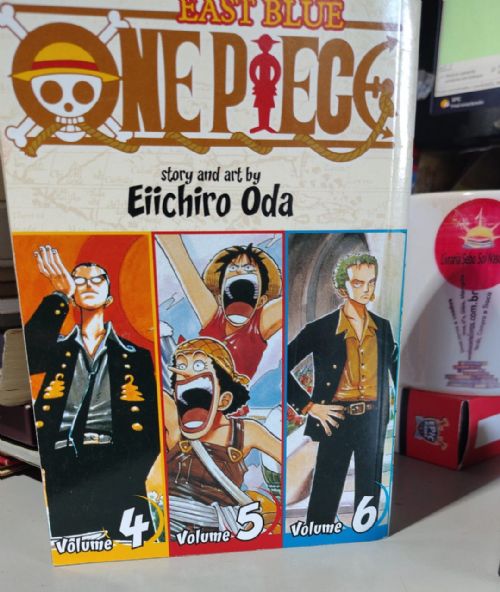 EAST BLUE
ONE PIECE
story and art by
Eiichiro Oda
Volume 4
Volume 5
Volume 6